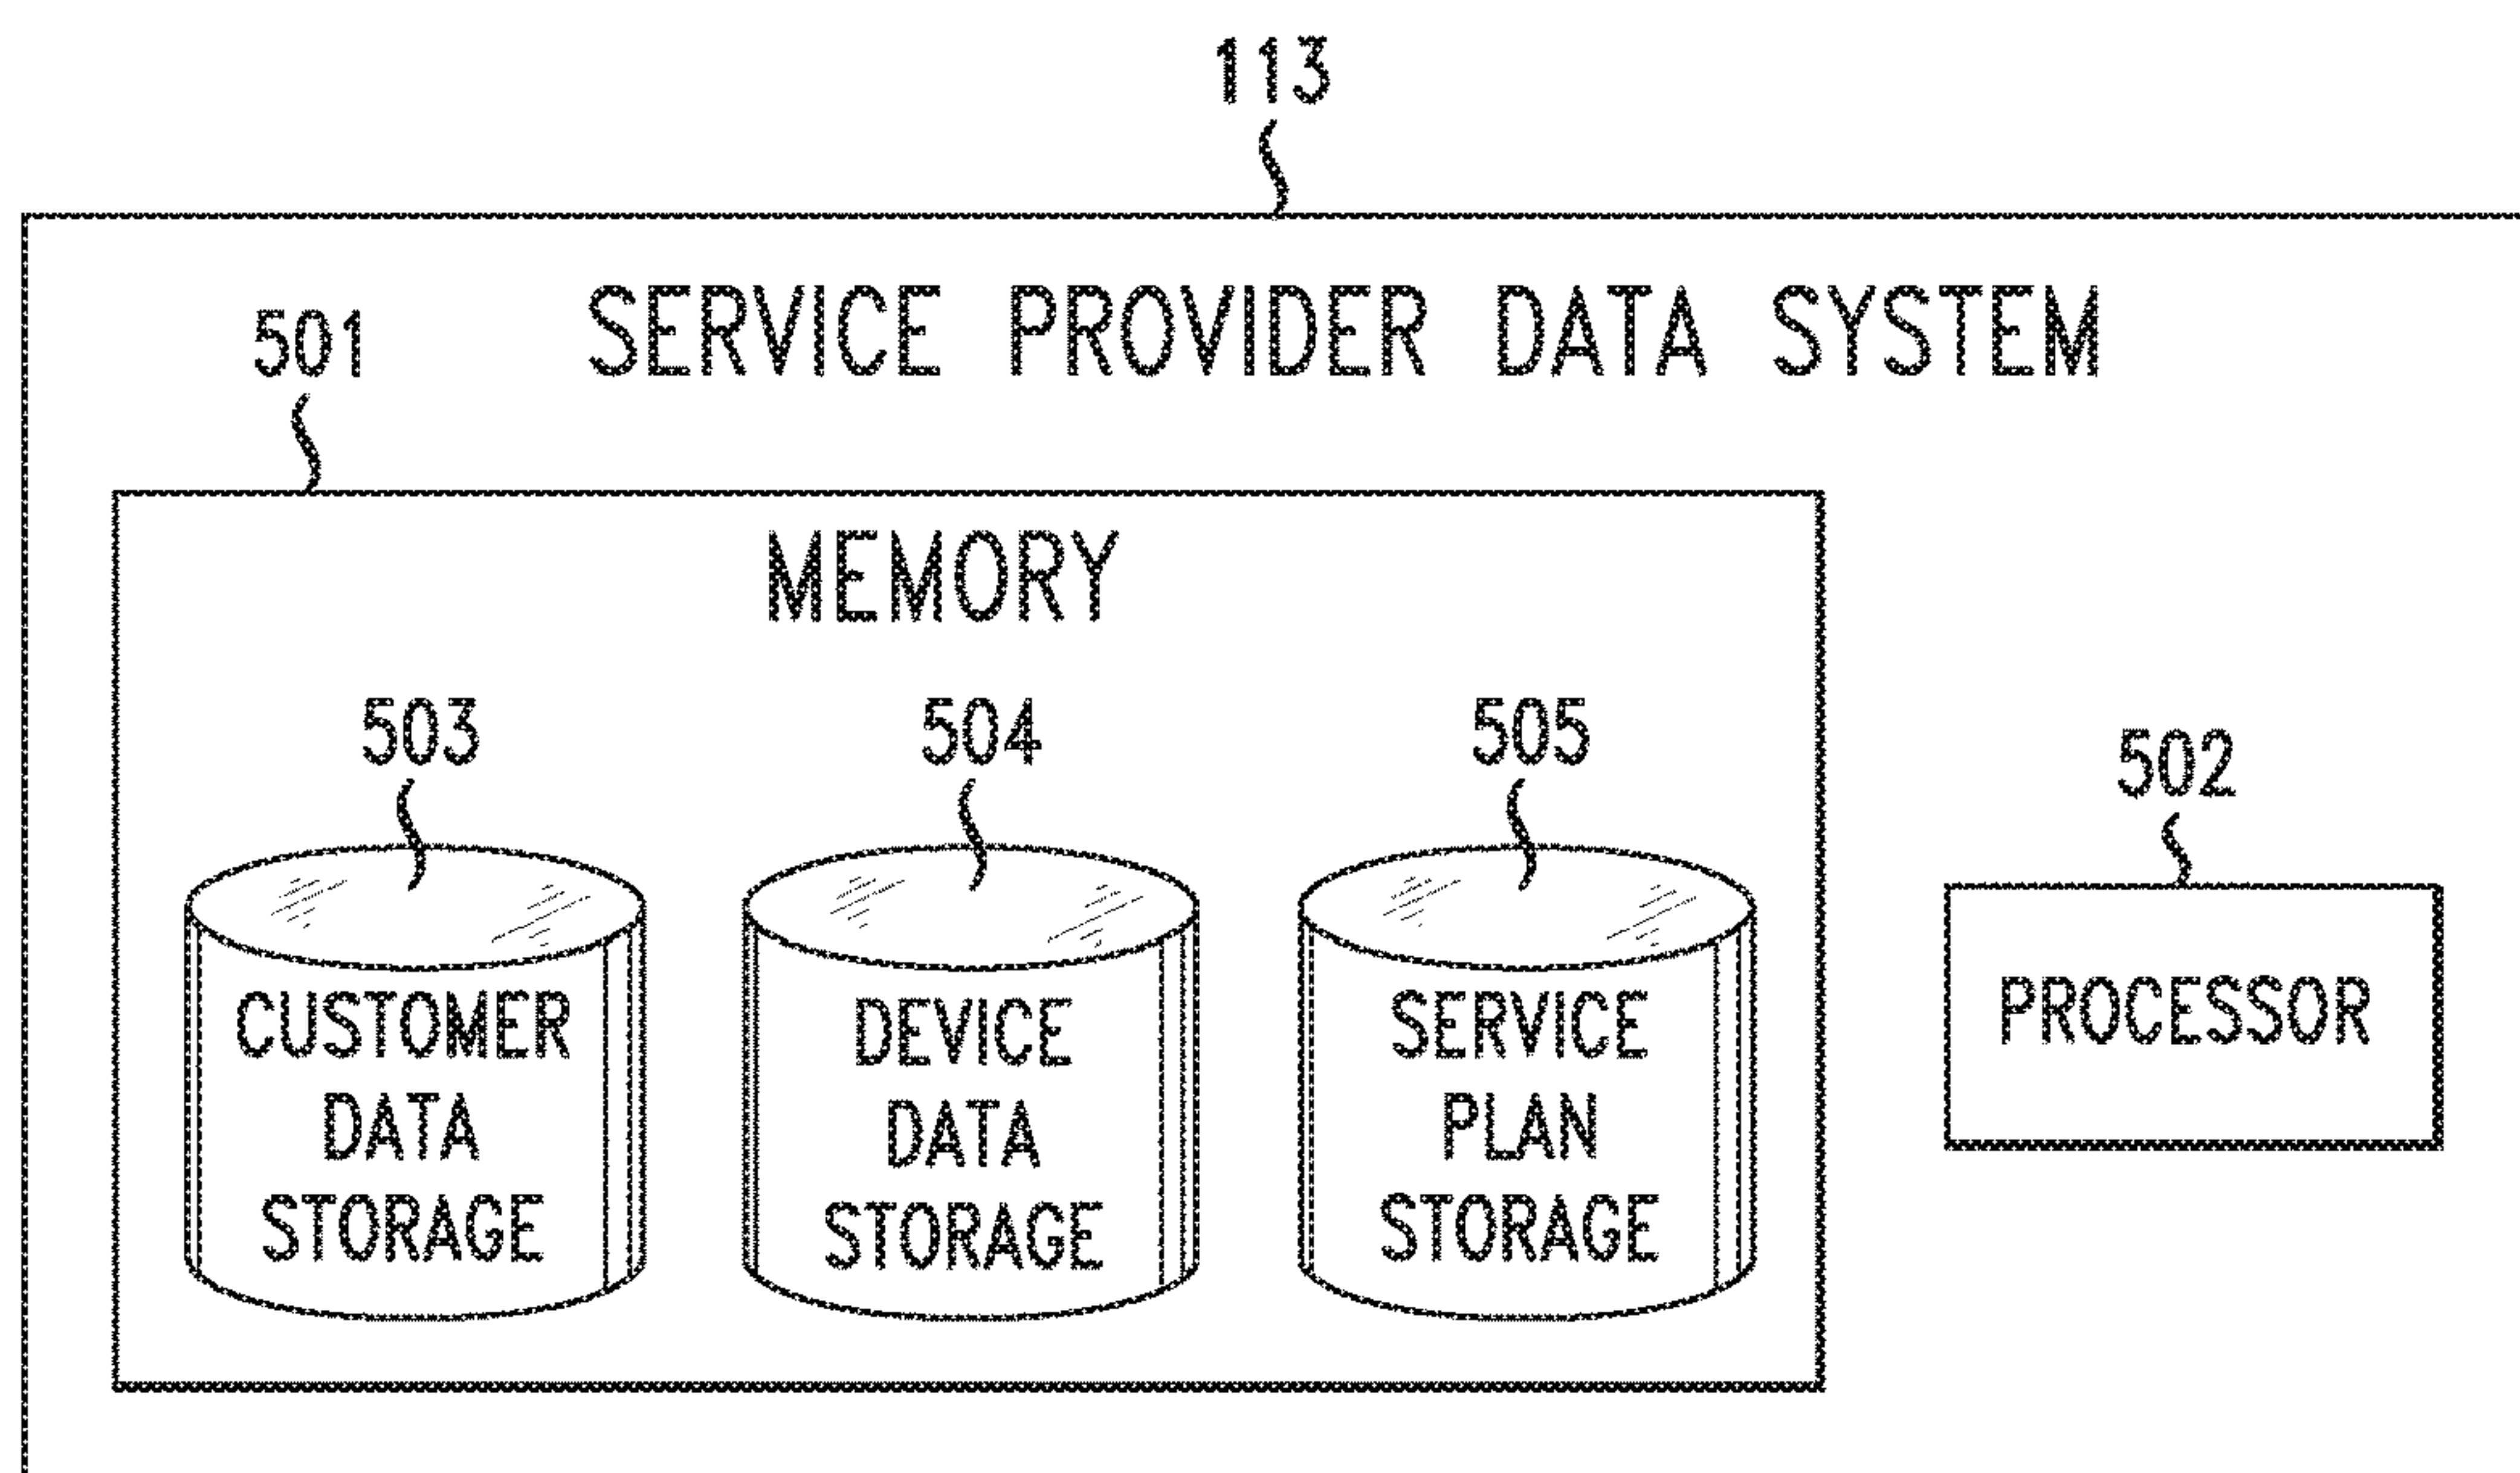 113
501
SERVICE PROVIDER DATA SYSTEM
MEMORY
503
504
505
502
CUSTOMER
DATA
STORAGE
DEVICE
DATA
STORAGE
SERVICE
PLAN
STORAGE
PROCESSOR